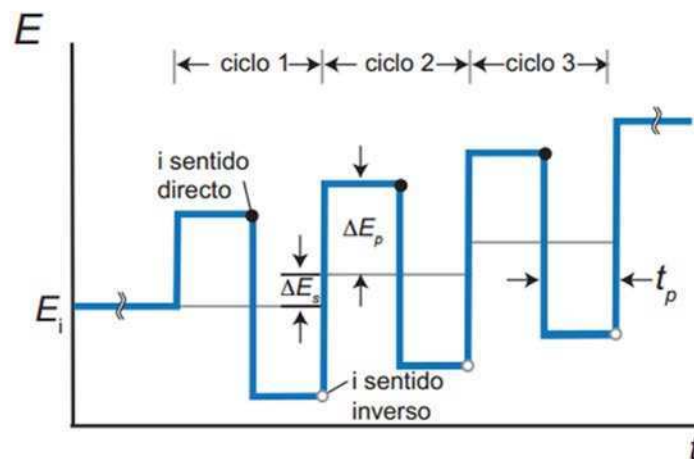 E
ciclo 1
ciclo 2
ciclo 3
i sentido
directo
ΔEp
ΔEs
tp
Ei
i sentido
inverso
t